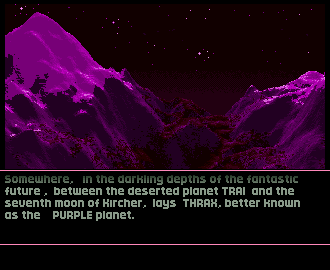 Somewhere, in the darkling depths of the fantastic
future , between the deserted planet TRAI and the
seventh moon of Kircher, lays THRAX, better known
as the PURPLE planet.